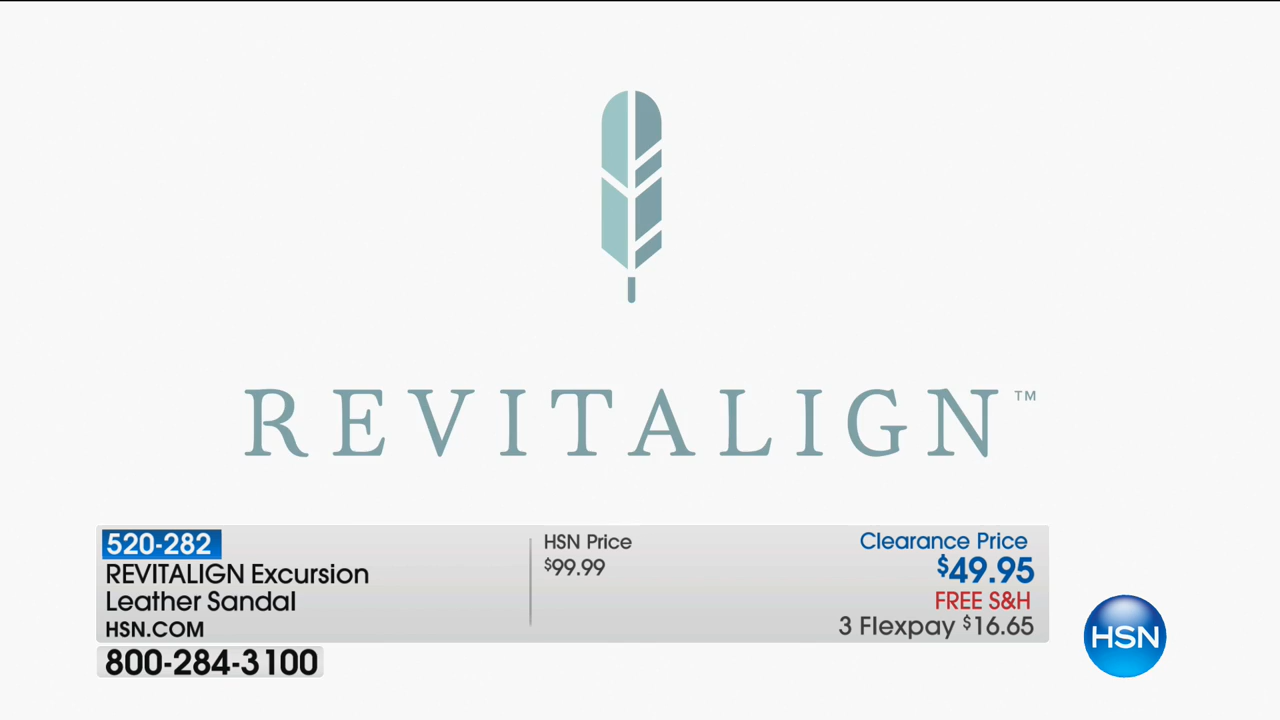 REVITALIGN™
520-282
REVITALIGN Excursion
Leather Sandal
HSN.COM
800-284-3100
HSN Price
$99.99
Clearance Price
$49.95
FREE S&H
3 Flexpay $16.65
HSN